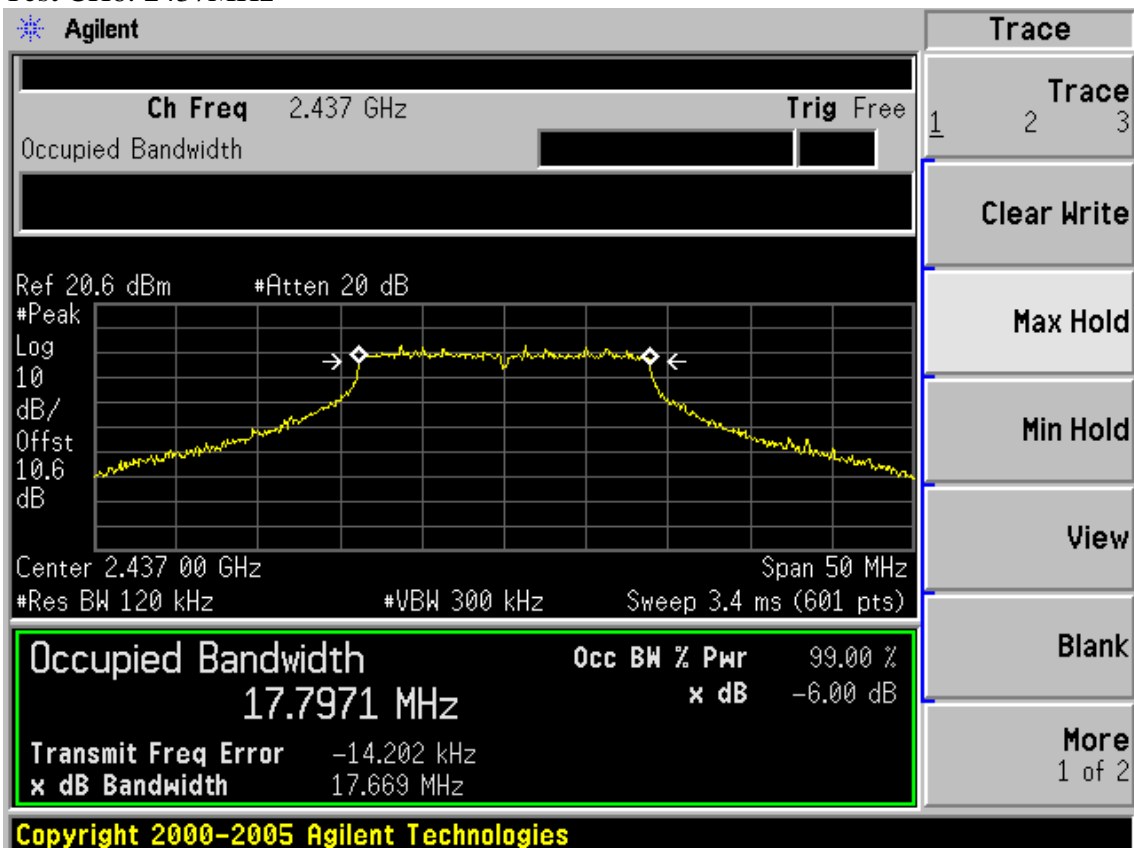 Agilent
Trace
Ch Freq 2.437 GHz Trig Free
Occupied Bandwidth
Trace
1 2 3
Clear Write
Max Hold
Min Hold
View
Blank
More
1 of 2
Ref 20.6 dBm #Atten 20 dB
#Peak
Log
10
dB/
Offst
10.6
dB
Center 2.437 00 GHz Span 50 MHz
#Res BW 120 kHz #VBW 300 kHz Sweep 3.4 ms (601 pts)
Occupied Bandwidth Occ BW % Pwr 99.00 %
17.7971 MHz x dB -6.00 dB
Transmit Freq Error -14.202 kHz
x dB Bandwidth 17.669 MHz
Copyright 2000-2005 Agilent Technologies